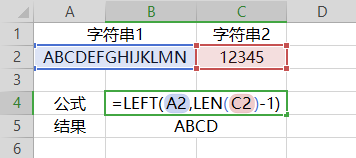 A B C D
1 字符串1 字符串2
2 ABCDEFGHIJKLMN 12345
3
4 公式 =LEFT(A2,LEN(C2)-1)
5 结果 ABCD